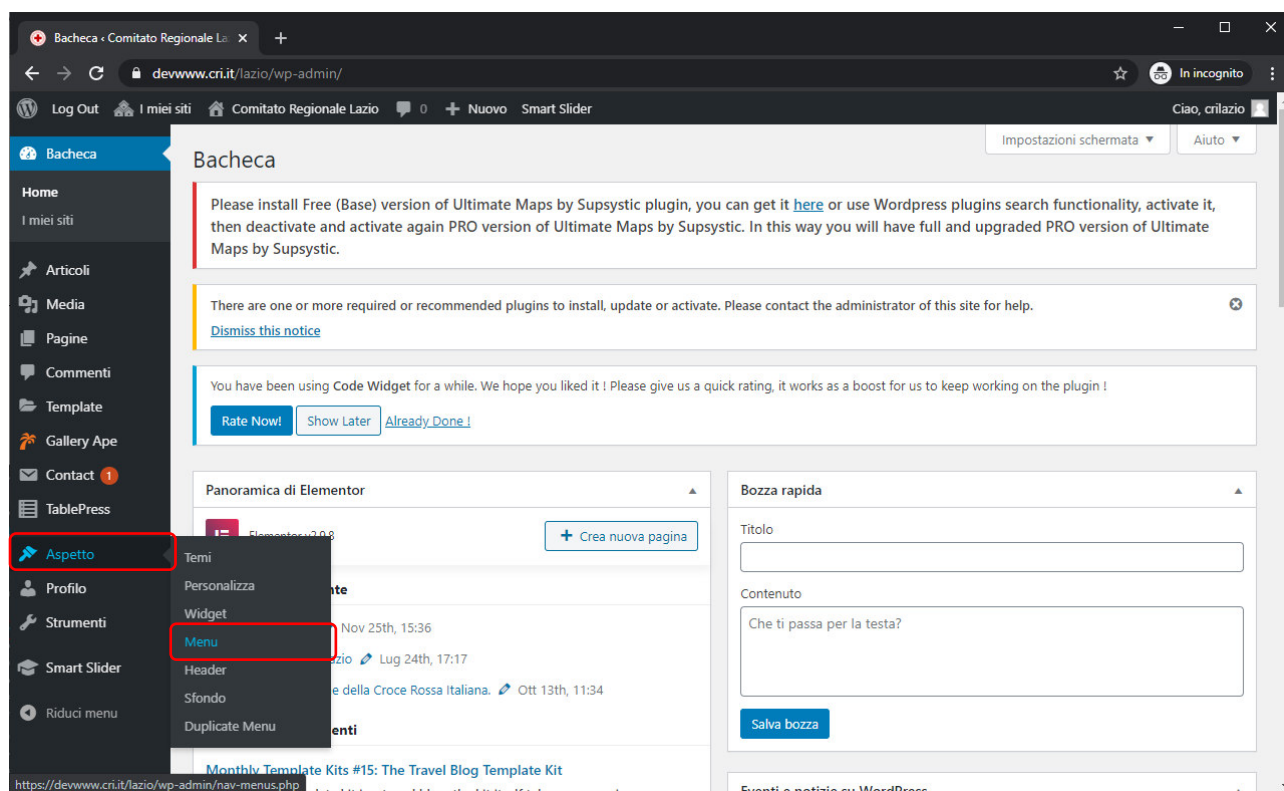 Bacheca ‹ Comitato Regionale La
devwww.cri.it/lazio/wp-admin/
In incognito
Log Out I miei siti Comitato Regionale Lazio 0 Nuovo Smart Slider Ciao, crilazio
Bacheca
Home
I miei siti
Articoli
Media
Pagine
Commenti
Template
Gallery Ape
Contact 1
TablePress
Aspetto
Profilo
Strumenti
Smart Slider
Riduci menu
Temi
Personalizza
Widget
Menu
Header
Sfondo
Duplicate Menu
https://devwww.cri.it/lazio/wp-admin/nav-menus.php
Impostazioni schermata ▼ Aiuto ▼
Bacheca
Please install Free (Base) version of Ultimate Maps by Supsystic plugin, you can get it here or use Wordpress plugins search functionality, activate it,
then deactivate and activate again PRO version of Ultimate Maps by Supsystic. In this way you will have full and upgraded PRO version of Ultimate
Maps by Supsystic.
There are one or more required or recommended plugins to install, update or activate. Please contact the administrator of this site for help.
Dismiss this notice
You have been using Code Widget for a while. We hope you liked it ! Please give us a quick rating, it works as a boost for us to keep working on the plugin !
Rate Now! Show Later Already Done !
Panoramica di Elementor
Elementor v2.9.8
+ Crea nuova pagina
nte
Nov 25th, 15:36
zio Lug 24th, 17:17
e della Croce Rossa Italiana. Ott 13th, 11:34
enti
Monthly Template Kits #15: The Travel Blog Template Kit
Bozza rapida
Titolo
Contenuto
Che ti passa per la testa?
Salva bozza
Eventi e notizie su WordPress